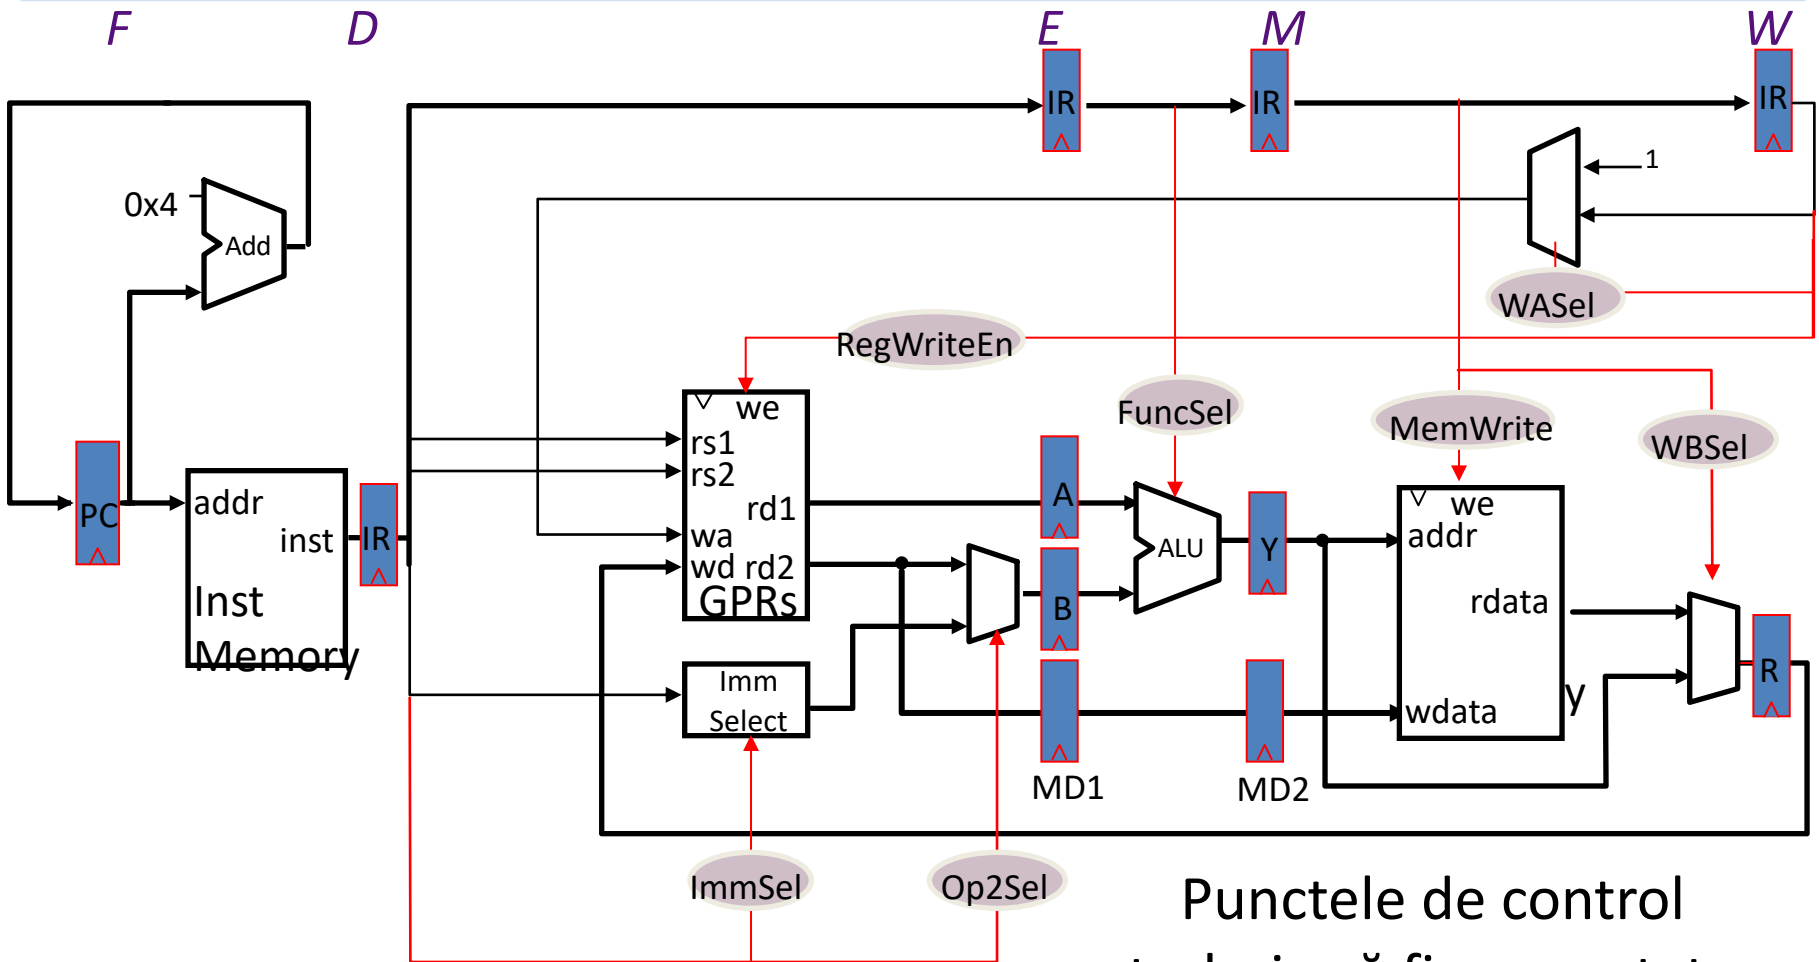 F D E M W
IR IR IR
1
0x4
Add
WASel
RegWriteEn
we
FuncSel
MemWrite
WBSel
rs1
rs2
PC
addr
inst
IR
rd1
A
we
addr
wa
ALU
Y
wd rd2
GPRs
B
rdata
Inst
Memory
Imm
Select
R
y
wdata
MD1
MD2
ImmSel
Op2Sel
Punctele de control